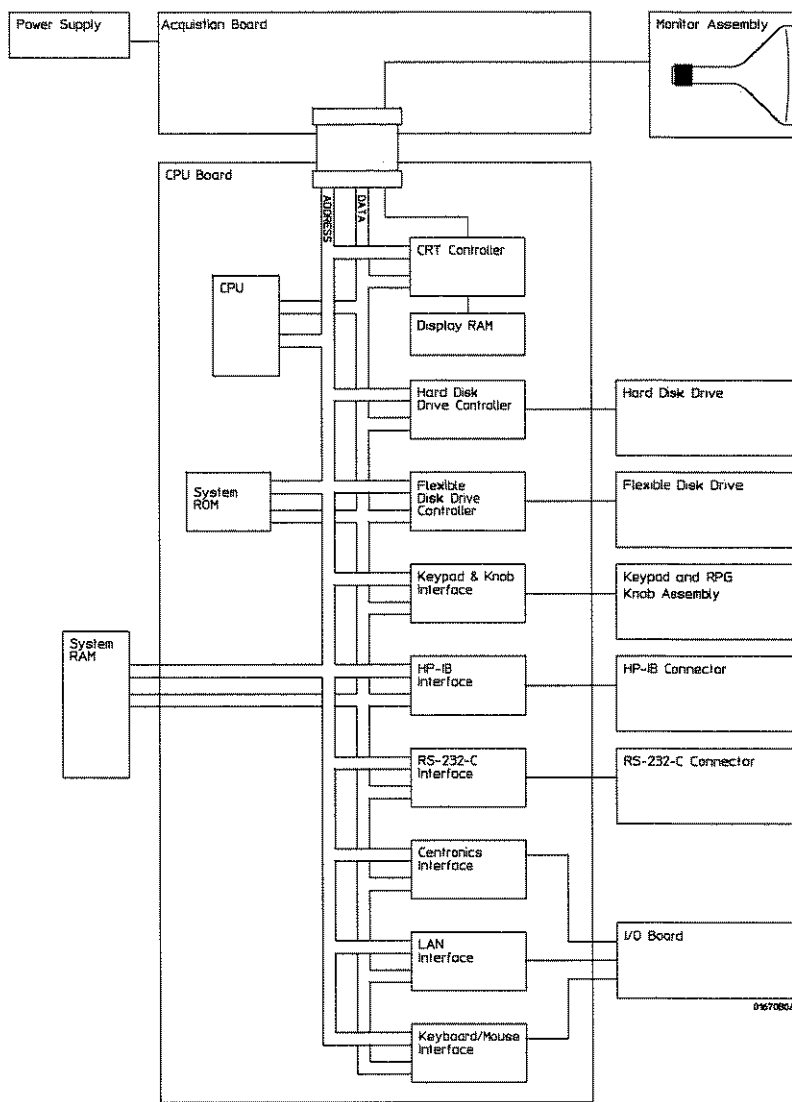 Power Supply
Acquistion Board
Monitor Assembly
CPU Board
ADDRESS
DATA
CRT Controller
CPU
Display RAM
Hard Disk
Drive Controller
Hard Disk Drive
System
ROM
Flexible
Disk Drive
Controller
Flexible Disk Drive
Keypad & Knob
Interface
Keypad and RPG
Knob Assembly
System
RAM
HP-IB
Interface
HP-IB Connector
RS-232-C
Interface
RS-232-C Connector
Centronics
Interface
I/O Board
LAN
Interface
Keyboard/Mouse
Interface